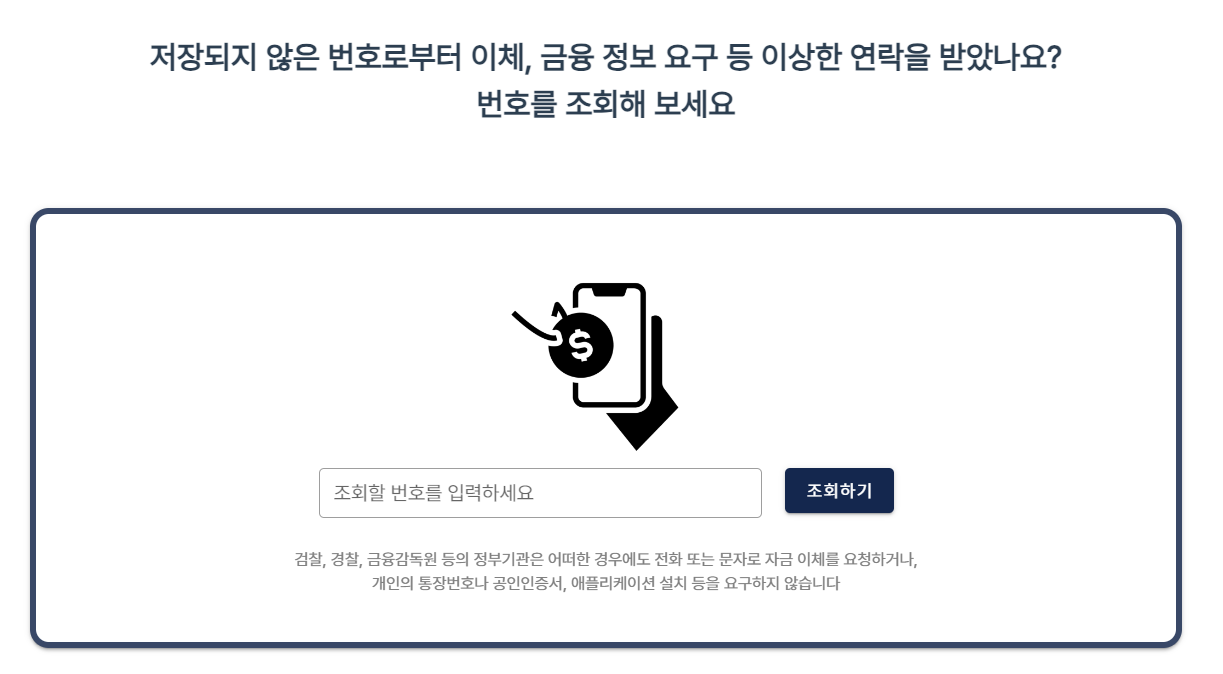 저장되지 않은 번호로부터 이체, 금융 정보 요구 등 이상한 연락을 받았나요?
번호를 조회해 보세요
$
조회할 번호를 입력하세요
조회하기
검찰, 경찰, 금융감독원 등의 정부기관은 어떠한 경우에도 전화 또는 문자로 자금 이체를 요청하거나,
개인의 통장번호나 공인인증서, 애플리케이션 설치 등을 요구하지 않습니다